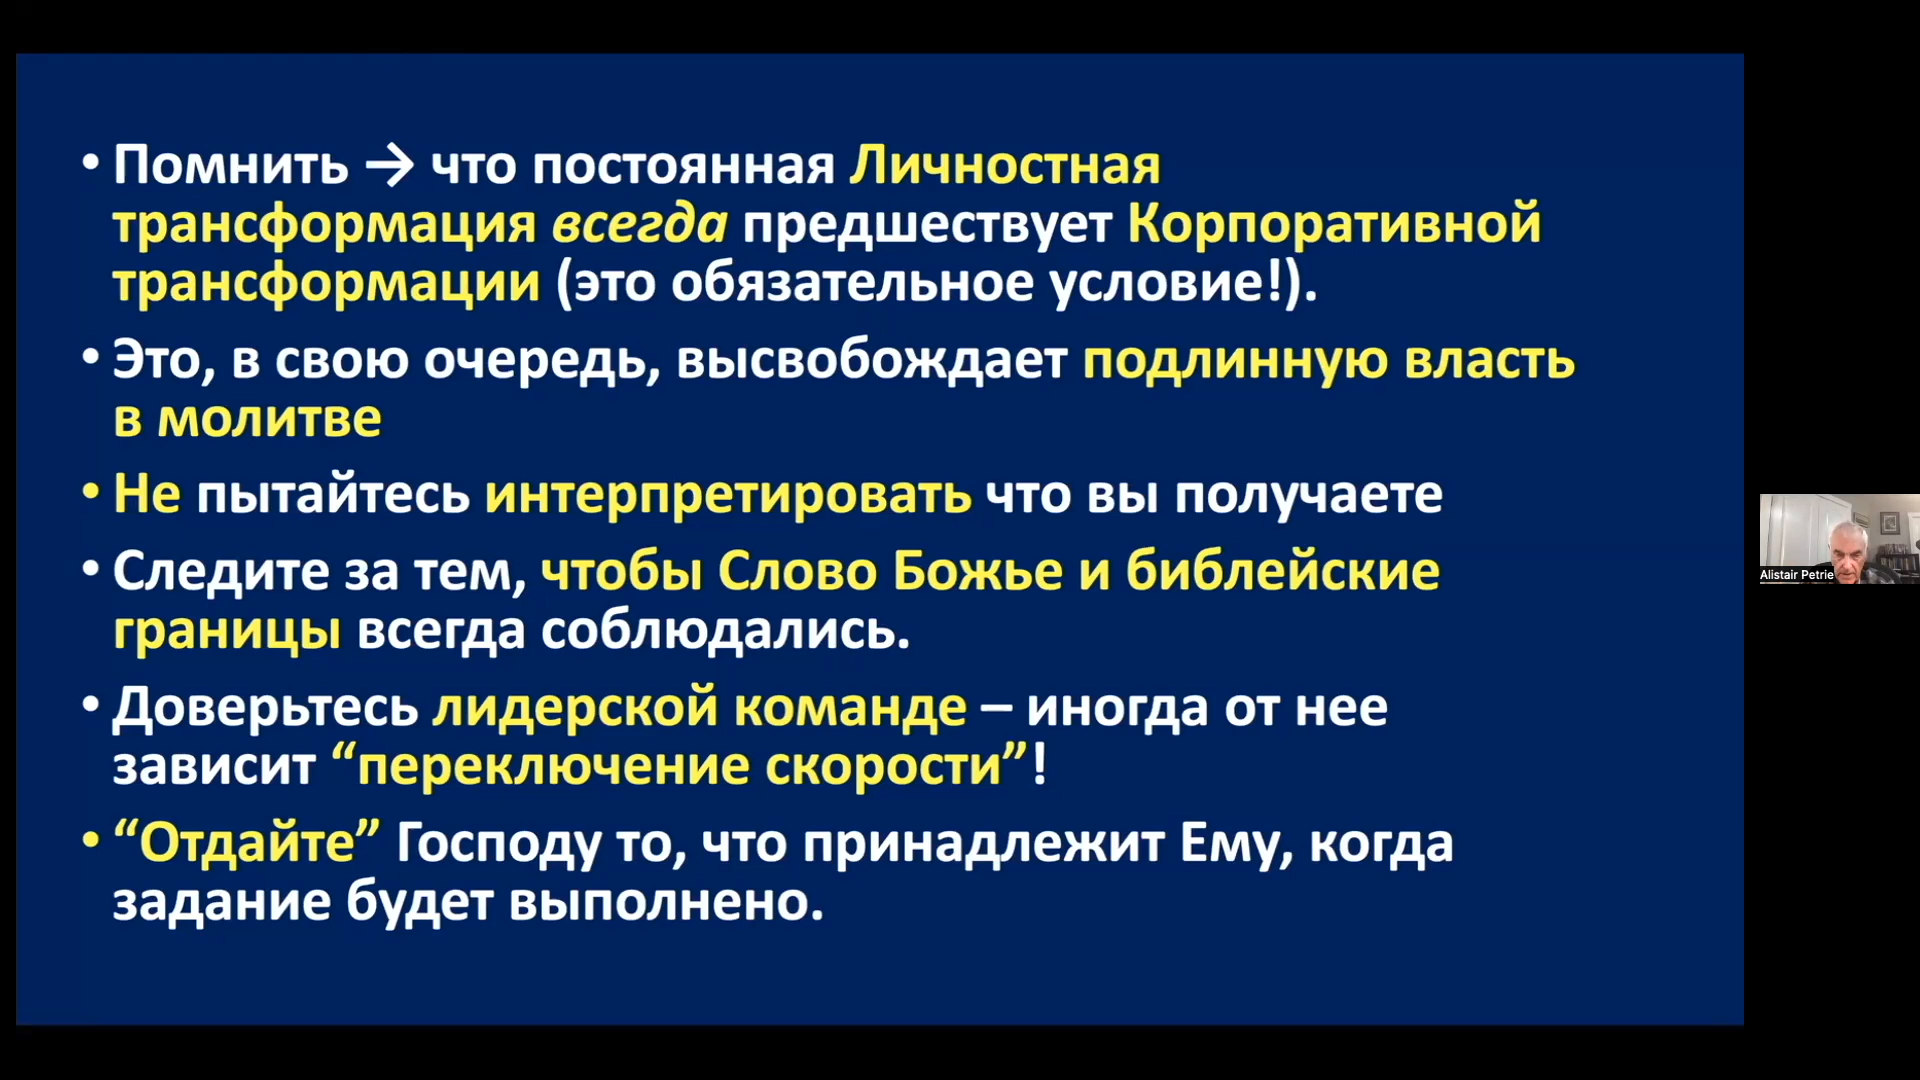 • Помнить → что постоянная Личностная
трансформация всегда предшествует Корпоративной
трансформации (это обязательное условие!).
• Это, в свою очередь, высвобождает подлинную власть
в молитве
• Не пытайтесь интерпретировать что вы получаете
• Следите за тем, чтобы Слово Божье и библейские
границы всегда соблюдались.
• Доверьтесь лидерской команде – иногда от нее
зависит “переключение скорости”!
• “Отдайте” Господу то, что принадлежит Ему, когда
задание будет выполнено.
Alistair Petrie